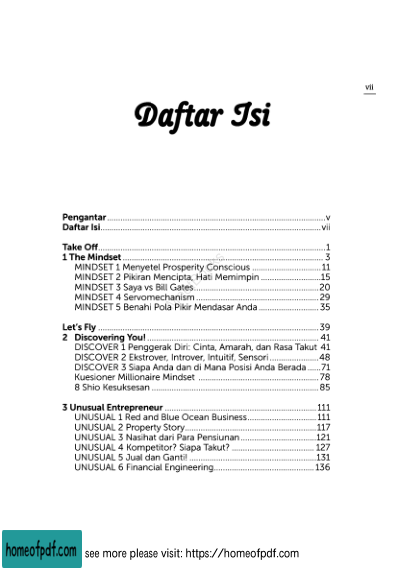 vii
Daftar Isi
Pengantar.....v
Daftar Isi.....vii
Take Off.....1
1 The Mindset.....3
MINDSET 1 Menyetel Prosperity Conscious.....11
MINDSET 2 Pikiran Mencipta, Hati Memimpin.....15
MINDSET 3 Saya vs Bill Gates.....20
MINDSET 4 Servomechanism.....29
MINDSET 5 Benahi Pola Pikir Mendasar Anda.....35
Let's Fly.....39
2 Discovering You!.....41
DISCOVER 1 Penggerak Diri: Cinta, Amarah, dan Rasa Takut 41
DISCOVER 2 Ekstrover, Introver, Intuitif, Sensori.....48
DISCOVER 3 Siapa Anda dan di Mana Posisi Anda Berada.....71
Kuesioner Millionaire Mindset.....78
8 Shio Kesuksesan.....85
3 Unusual Entrepreneur.....111
UNUSUAL 1 Red and Blue Ocean Business.....111
UNUSUAL 2 Property Story.....117
UNUSUAL 3 Nasihat dari Para Pensiunan.....121
UNUSUAL 4 Kompetitor? Siapa Takut?.....127
UNUSUAL 5 Jual dan Ganti!.....131
UNUSUAL 6 Financial Engineering.....136
homeofpdf.com see more please visit: https://homeofpdf.com